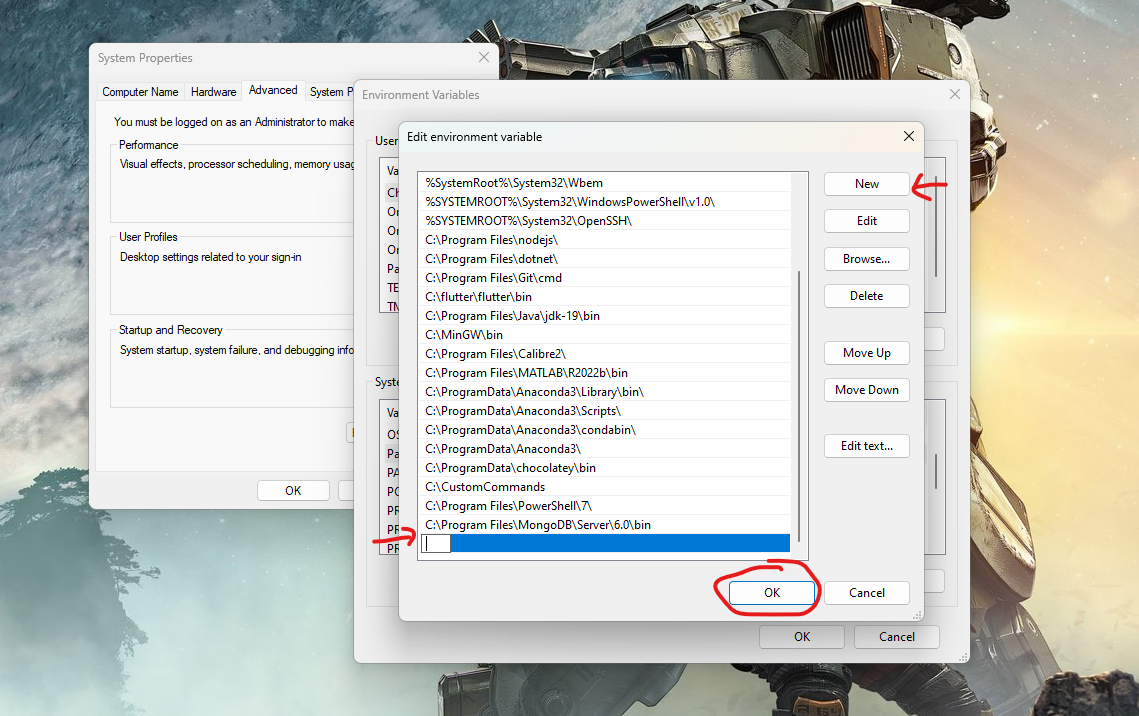 System Properties
Computer Name
Hardware
Advanced
System P
You must be logged on as an Administrator to make
Performance
Visual effects, processor scheduling, memory usag
User Profiles
Desktop settings related to your sign-in
Startup and Recovery
System startup, system failure, and debugging info
OK
Environment Variables
User
Va
Ch
On
On
On
Pa
TE
TM
Syste
Va
OS
Pa
PA
PO
PR
PR
PR
OK
Cancel
Edit environment variable
%SystemRoot%\System32\Wbem
%SYSTEMROOT%\System32\WindowsPowerShell\v1.0\
%SYSTEMROOT%\System32\OpenSSH\
C:\Program Files\nodejs\
C:\Program Files\dotnet\
C:\Program Files\Git\cmd
C:\flutter\flutter\bin
C:\Program Files\Java\jdk-19\bin
C:\MinGW\bin
C:\Program Files\Calibre2\
C:\Program Files\MATLAB\R2022b\bin
C:\ProgramData\Anaconda3\Library\bin\
C:\ProgramData\Anaconda3\Scripts\
C:\ProgramData\Anaconda3\condabin\
C:\ProgramData\Anaconda3\
C:\ProgramData\chocolatey\bin
C:\CustomCommands
C:\Program Files\PowerShell\7\
C:\Program Files\MongoDB\Server\6.0\bin
New
Edit
Browse...
Delete
Move Up
Move Down
Edit text...
OK
Cancel